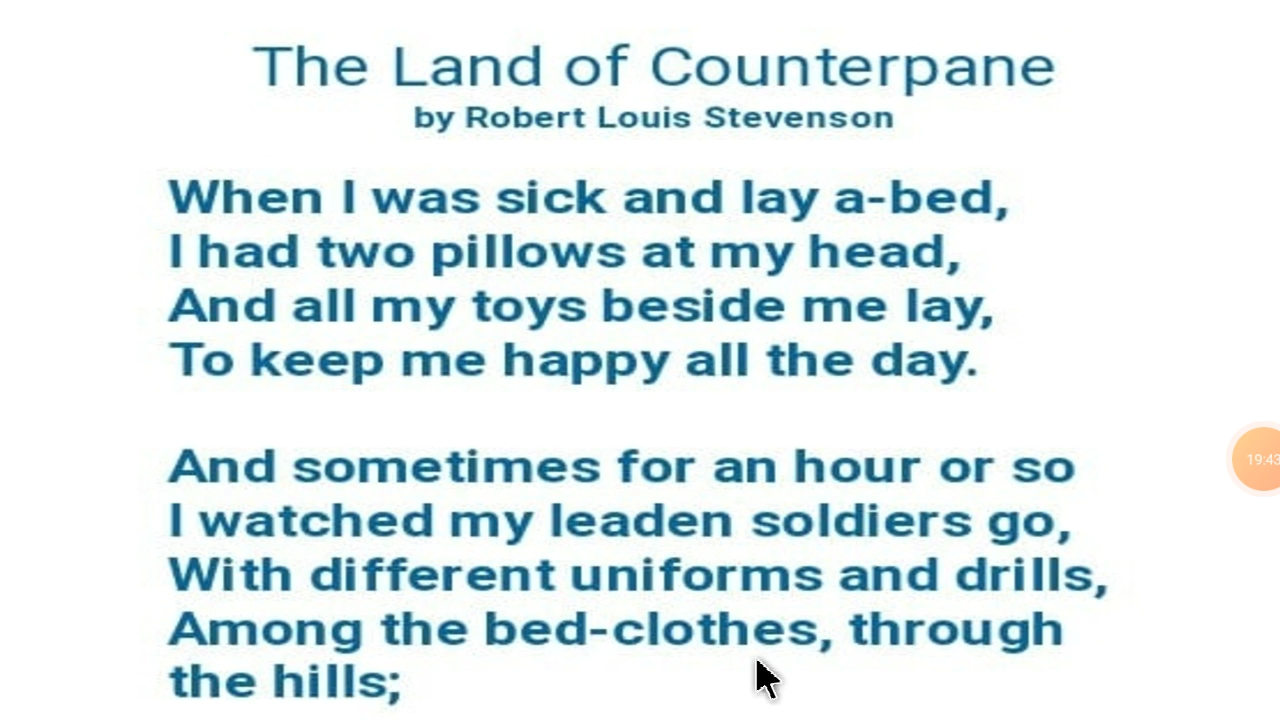 The Land of Counterpane
by Robert Louis Stevenson
When I was sick and lay a-bed,
I had two pillows at my head,
And all my toys beside me lay,
To keep me happy all the day.
And sometimes for an hour or so
I watched my leaden soldiers go,
With different uniforms and drills,
Among the bed-clothes, through
the hills;
19:43